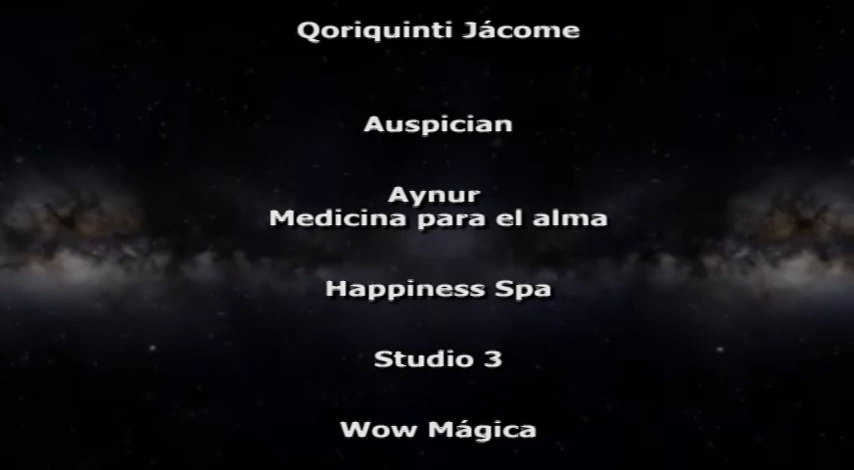 Qoriquinti Jácome
Auspician
Aynur
Medicina para el alma
Happiness Spa
Studio 3
Wow Mágica